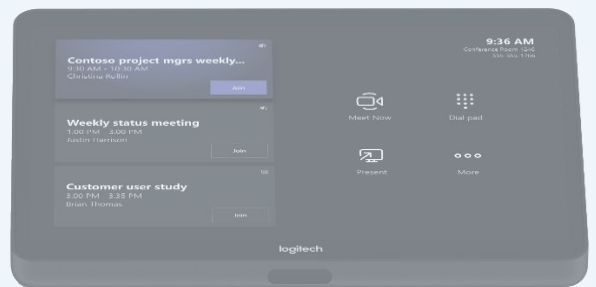 Contoso project mgrs weekly...
9:30 AM - 10:30 AM
Christina Rullin
Join
Weekly status meeting
1:00 PM 3:00 PM
Justin Harrison
Join
Customer user study
3:00 PM 3:35 PM
Brian Thomas
Join
9:36 AM
Conference Room
Meet Now
Dial pad
Present
More
logitech